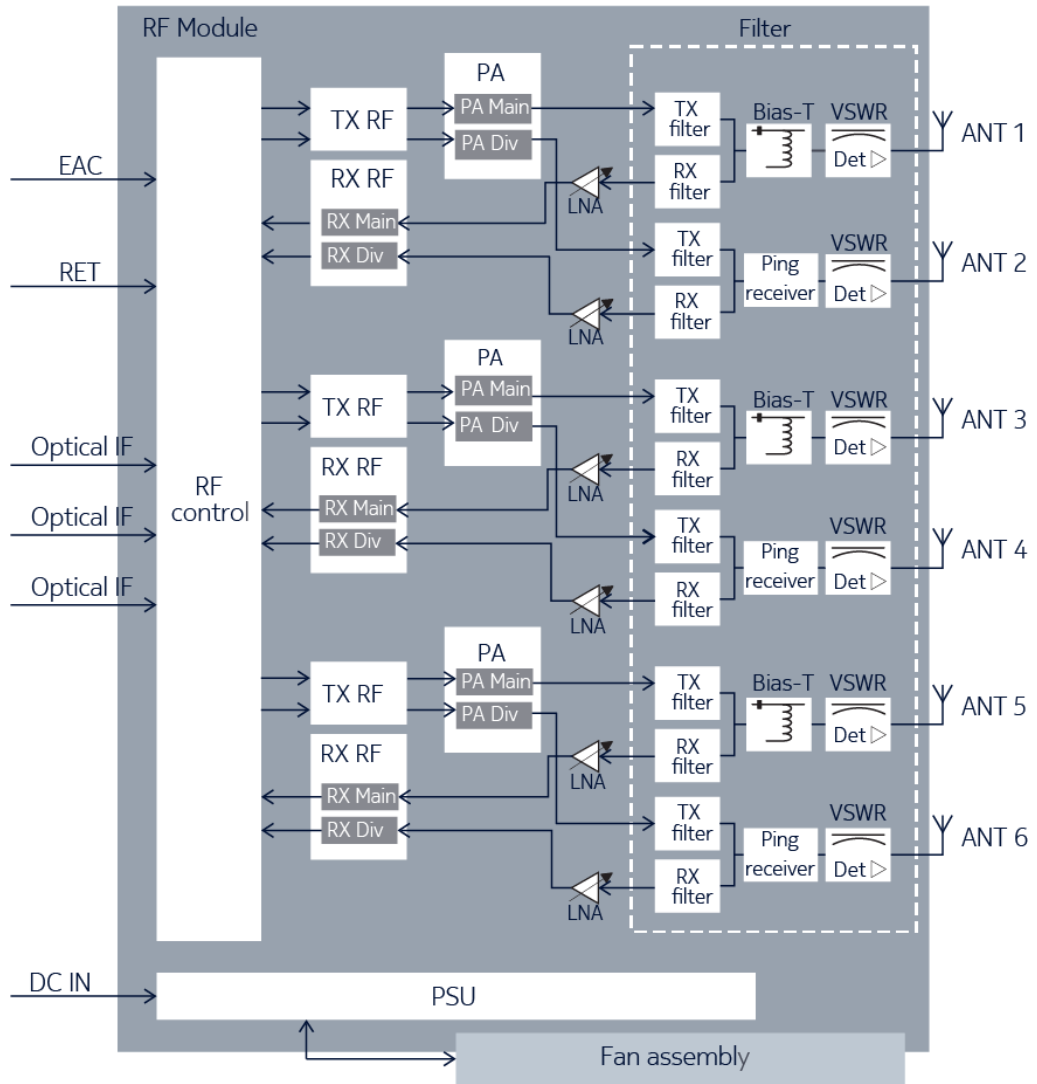 RF Module
Filter
PA
PA Main
PA Div
TX RF
RX RF
RX Main
RX Div
LNA
LNA
TX
filter
RX
filter
Bias-T
VSWR
Det
ANT 1
TX
filter
RX
filter
Ping
receiver
VSWR
Det
ANT 2
EAC
RET
Optical IF
Optical IF
Optical IF
RF
control
PA
PA Main
PA Div
TX RF
RX RF
RX Main
RX Div
LNA
LNA
TX
filter
RX
filter
Bias-T
VSWR
Det
ANT 3
TX
filter
RX
filter
Ping
receiver
VSWR
Det
ANT 4
PA
PA Main
PA Div
TX RF
RX RF
RX Main
RX Div
LNA
LNA
TX
filter
RX
filter
Bias-T
VSWR
Det
ANT 5
TX
filter
RX
filter
Ping
receiver
VSWR
Det
ANT 6
DC IN
PSU
Fan assembly